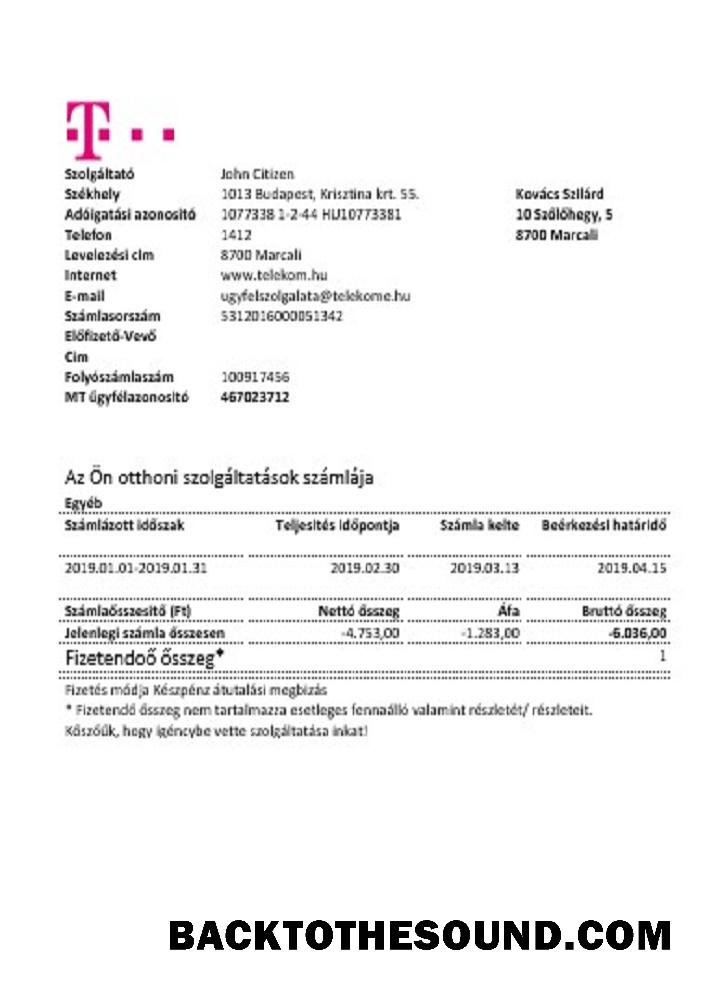 T
Szolgáltató John Citizen
Székhely 1013 Budapest, Krisztina krt. 55.
Kovács Szilárd
Adóigatási azonosító 1077338 1-2-44 HU10773381
10 Szőlőhegy, 5
Telefon 1412
8700 Marcali
Levelezési cím 8700 Marcali
Internet www.telekom.hu
E-mail ugyfelszolgalata@telekome.hu
Számlasorszám 5312016000051342
Előfizető-Vevő
Cím
Folyószámlaszám 100917456
MT ügyfélazonosító 467023712
Az Ön otthoni szolgáltatások számlája
Egyéb
Számlázott időszak Teljesítés időpontja Számla kelte Beérkezési határidő
2019.01.01-2019.01.31 2019.02.30 2019.03.13 2019.04.15
Számlaösszesítő (Ft) Nettó összeg Áfa Bruttó összeg
Jelenlegi számla összesen -4.753,00 -1.283,00 -6.036,00
Fizetendoő összeg* 1
Fizetés módja Készpénz átutalási megbizás
* Fizetendő összeg nem tartalmazza esetleges fennaálló valamint részletét/ részleteit.
Köszőűk, hogy igéncybe vette szolgáltatása inkat!
BACKTOTHESOUND.COM